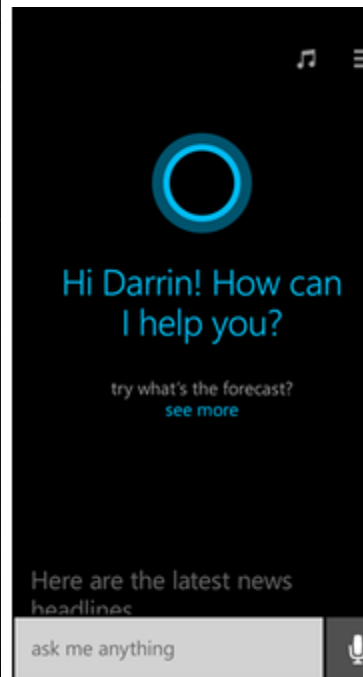 Hi Darrin! How can
I help you?
try what's the forecast?
see more
Here are the latest news
headlines
ask me anything